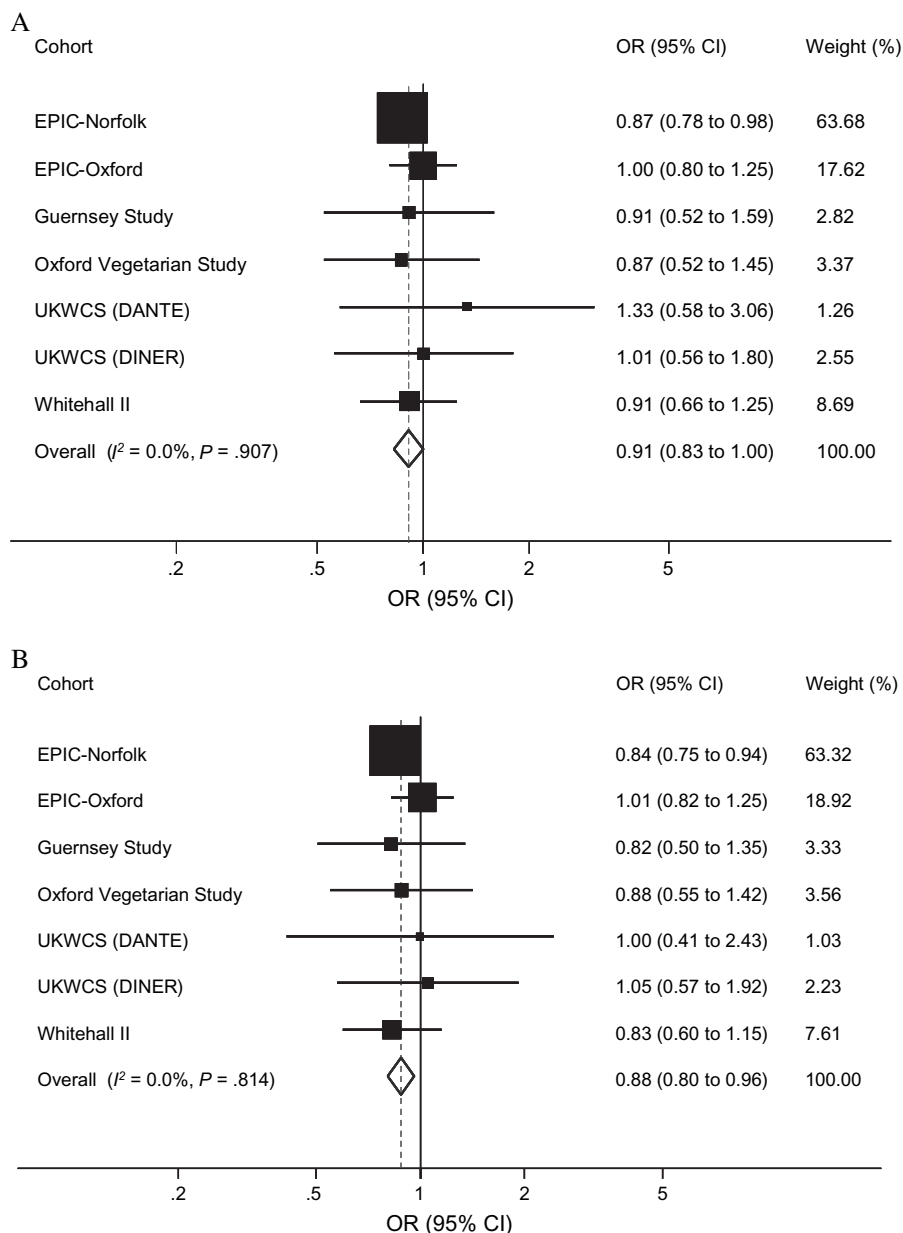 A
Cohort OR (95% CI) Weight (%)
EPIC-Norfolk 0.87 (0.78 to 0.98) 63.68
EPIC-Oxford 1.00 (0.80 to 1.25) 17.62
Guernsey Study 0.91 (0.52 to 1.59) 2.82
Oxford Vegetarian Study 0.87 (0.52 to 1.45) 3.37
UKWCS (DANTE) 1.33 (0.58 to 3.06) 1.26
UKWCS (DINER) 1.01 (0.56 to 1.80) 2.55
Whitehall II 0.91 (0.66 to 1.25) 8.69
Overall (I² = 0.0%, P = .907) 0.91 (0.83 to 1.00) 100.00
.2 .5 1 2 5
OR (95% CI)
B
Cohort OR (95% CI) Weight (%)
EPIC-Norfolk 0.84 (0.75 to 0.94) 63.32
EPIC-Oxford 1.01 (0.82 to 1.25) 18.92
Guernsey Study 0.82 (0.50 to 1.35) 3.33
Oxford Vegetarian Study 0.88 (0.55 to 1.42) 3.56
UKWCS (DANTE) 1.00 (0.41 to 2.43) 1.03
UKWCS (DINER) 1.05 (0.57 to 1.92) 2.23
Whitehall II 0.83 (0.60 to 1.15) 7.61
Overall (I² = 0.0%, P = .814) 0.88 (0.80 to 0.96) 100.00
.2 .5 1 2 5
OR (95% CI)